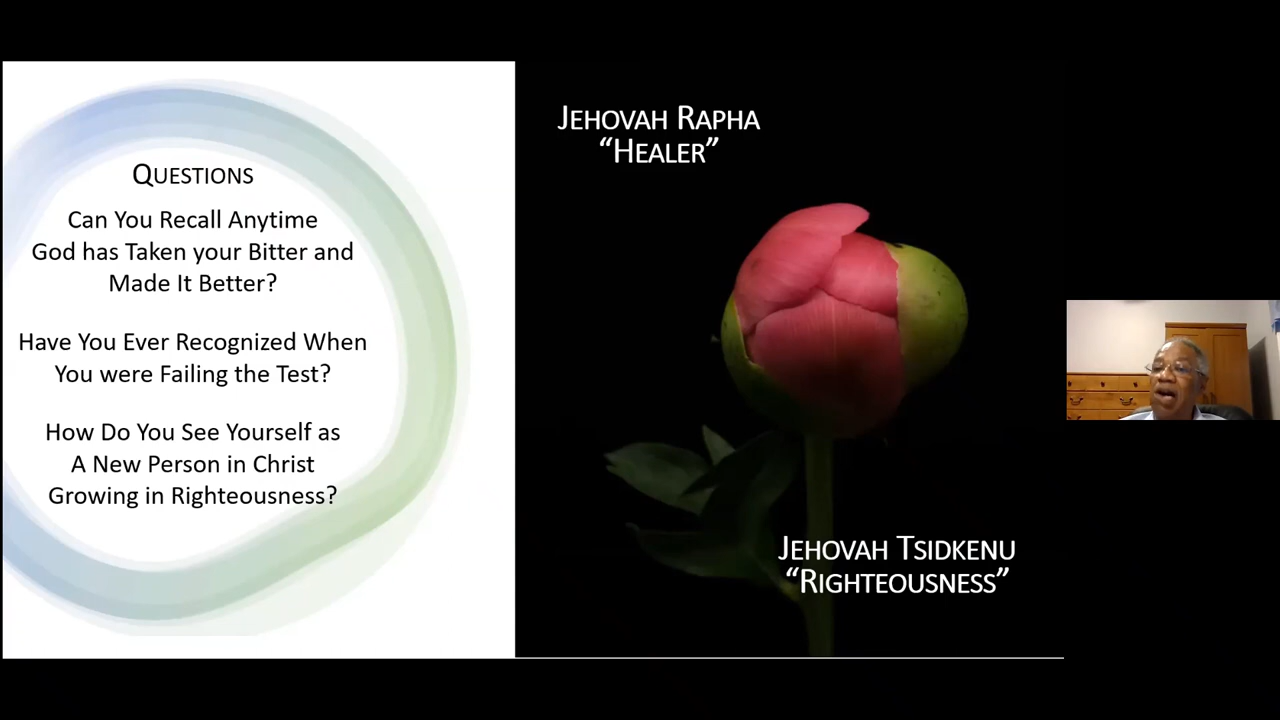 QUESTIONS
Can You Recall Anytime
God has Taken your Bitter and
Made It Better?
Have You Ever Recognized When
You were Failing the Test?
How Do You See Yourself as
A New Person in Christ
Growing in Righteousness?
JEHOVAH RAPHA
“HEALER”
JEHOVAH TSIDKENU
“RIGHTEOUSNESS”